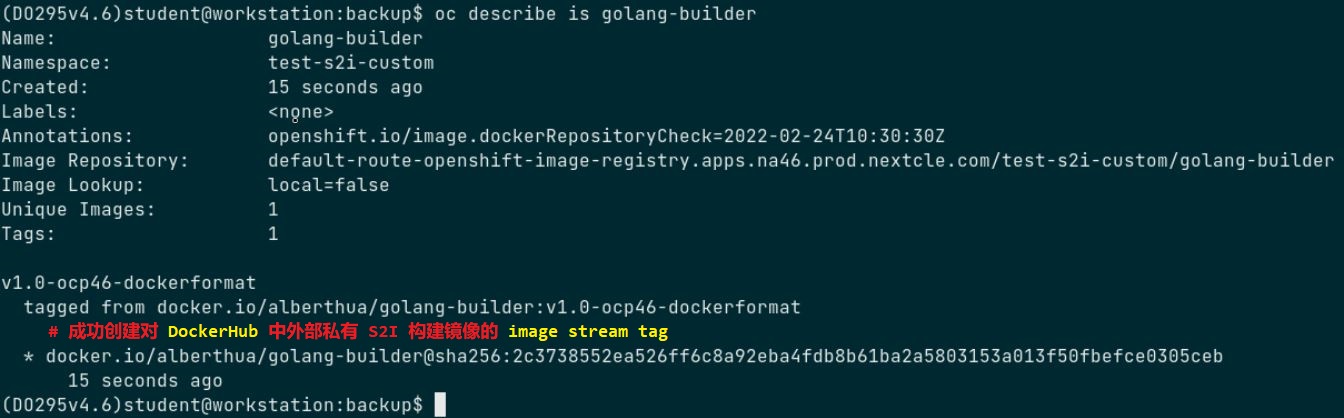 (DO295v4.6)student@workstation:backup$ oc describe is golang-builder
Name: golang-builder
Namespace: test-s2i-custom
Created: 15 seconds ago
Labels: <none>
Annotations: openshift.io/image.dockerRepositoryCheck=2022-02-24T10:30:30Z
Image Repository: default-route-openshift-image-registry.apps.na46.prod.nextcle.com/test-s2i-custom/golang-builder
Image Lookup: local=false
Unique Images: 1
Tags: 1
v1.0-ocp46-dockerformat
tagged from docker.io/alberthua/golang-builder:v1.0-ocp46-dockerformat
# 成功创建对 DockerHub 中外部私有 S2I 构建镜像的 image stream tag
* docker.io/alberthua/golang-builder@sha256:2c3738552ea526ff6c8a92eba4fdb8b61ba2a5803153a013f50fbefce0305ceb
15 seconds ago
(DO295v4.6)student@workstation:backup$